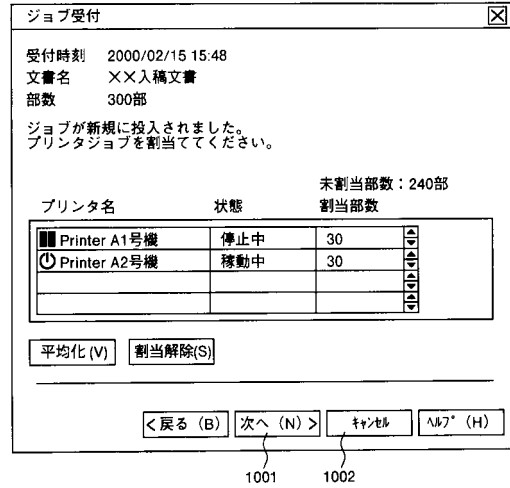 ジョブ受付
受付時刻 2000/02/15 15:48
文書名 ××入稿文書
部数 300部
ジョブが新規に投入されました。
プリンタジョブを割当ててください。
未割当部数：240部
プリンタ名 状態 割当部数
Printer A1号機 停止中 30
Printer A2号機 稼動中 30
平均化(V) 割当解除(S)
<戻る（B） 次へ（N）> ｷｬﾝｾﾙ ﾍﾙﾌﾟ（H）
1001 1002